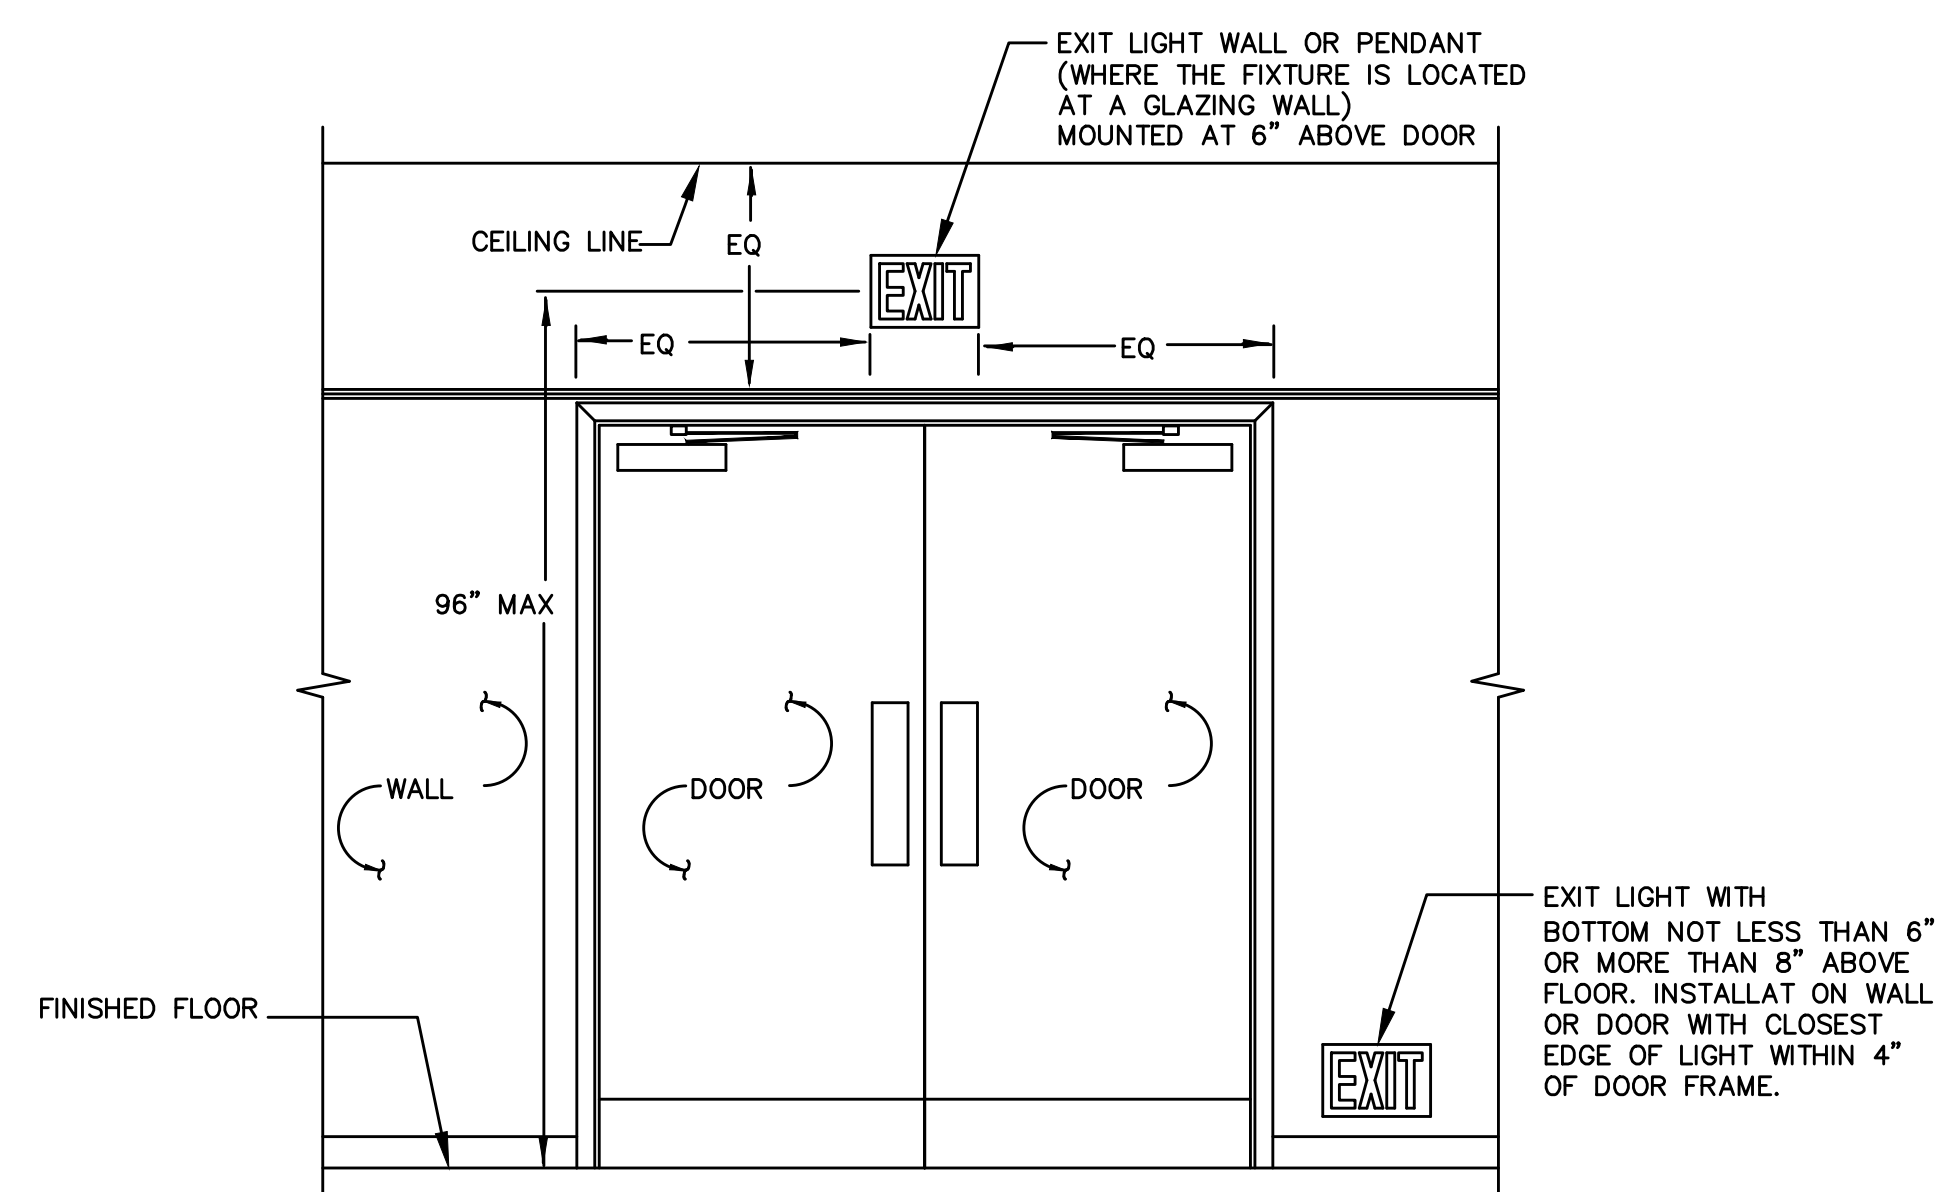 EXIT LIGHT WALL OR PENDANT
(WHERE THE FIXTURE IS LOCATED
AT A GLAZING WALL)
MOUNTED AT 6" ABOVE DOOR
CEILING LINE
EQ
EXIT
EQ
EQ
96" MAX
WALL
DOOR
DOOR
EXIT LIGHT WITH
BOTTOM NOT LESS THAN 6"
OR MORE THAN 8" ABOVE
FLOOR. INSTALLAT ON WALL
OR DOOR WITH CLOSEST
EDGE OF LIGHT WITHIN 4"
OF DOOR FRAME.
FINISHED FLOOR
EXIT